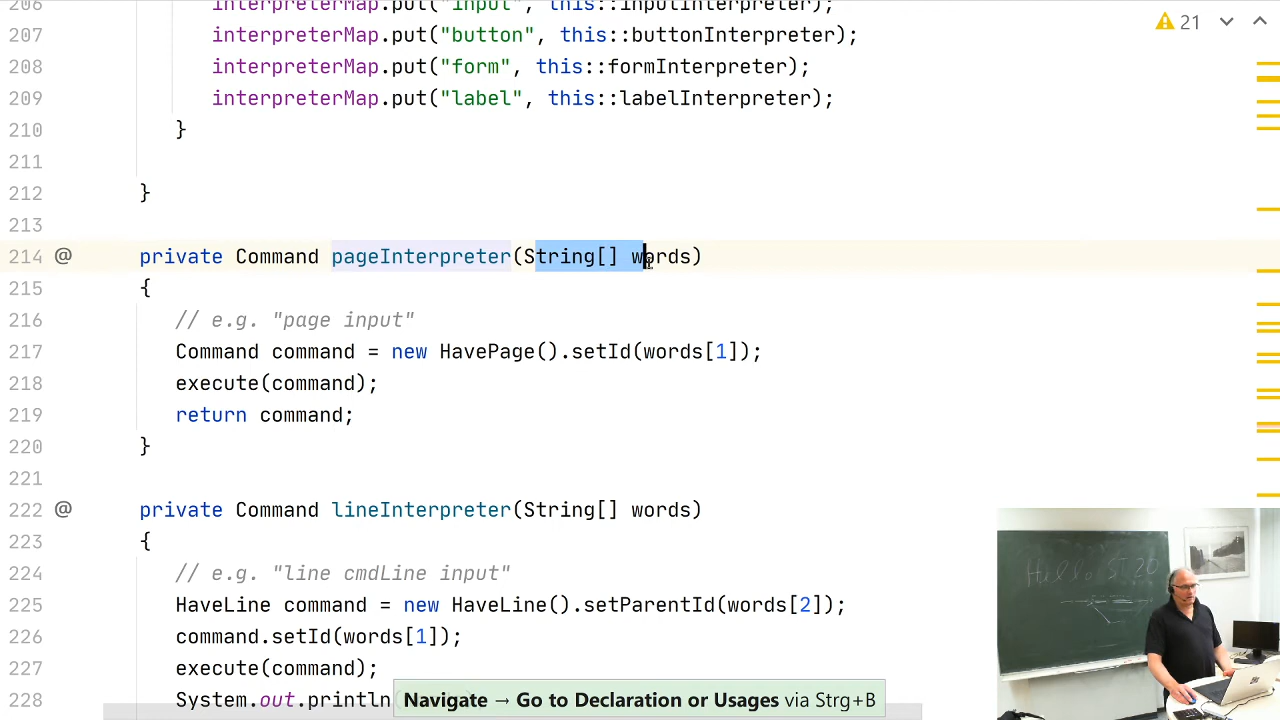 206 interpreterMap.put("input", this::inputInterpreter);
21
207 interpreterMap.put("button", this::buttonInterpreter);
208 interpreterMap.put("form", this::formInterpreter);
209 interpreterMap.put("label", this::labelInterpreter);
210 }
211
212 }
213
214 @ private Command pageInterpreter(String[] words)
215 {
216 // e.g. "page input"
217 Command command = new HavePage().setId(words[1]);
218 execute(command);
219 return command;
220 }
221
222 @ private Command lineInterpreter(String[] words)
223 {
224 // e.g. "line cmdLine input"
225 HaveLine command = new HaveLine().setParentId(words[2]);
226 command.setId(words[1]);
227 execute(command);
228 System.out.println
Navigate → Go to Declaration or Usages via Strg+B
Hello ST 20